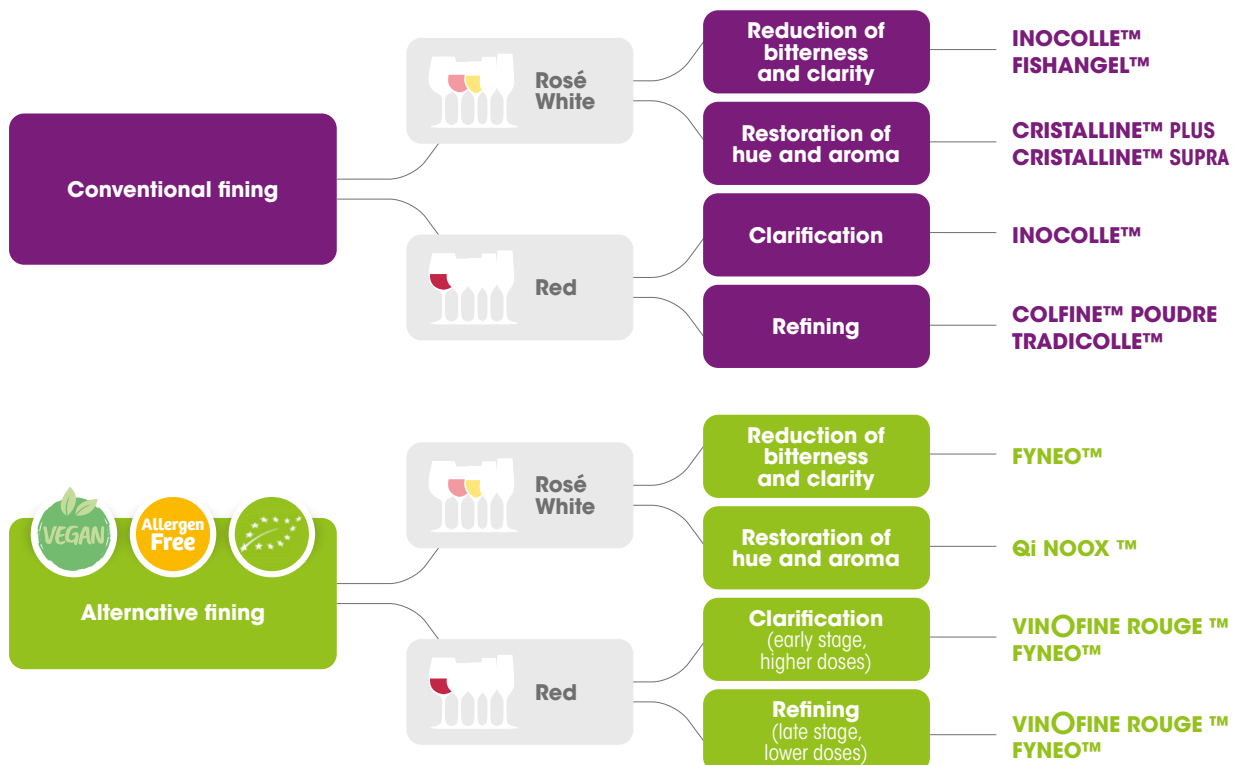 Conventional fining
Rosé
White
Reduction of
bitterness
and clarity
INOCOLLE™
FISHANGEL™
Restoration of
hue and aroma
CRISTALLINE™ PLUS
CRISTALLINE™ SUPRA
Red
Clarification
INOCOLLE™
Refining
COLFINE™ POUDRE
TRADICOLLE™
VEGAN
Allergen
Free
Alternative fining
Rosé
White
Reduction of
bitterness
and clarity
FYNEO™
Restoration of
hue and aroma
Qi NOOX ™
Red
Clarification
(early stage,
higher doses)
VINOFINE ROUGE ™
FYNEO™
Refining
(late stage,
lower doses)
VINOFINE ROUGE ™
FYNEO™